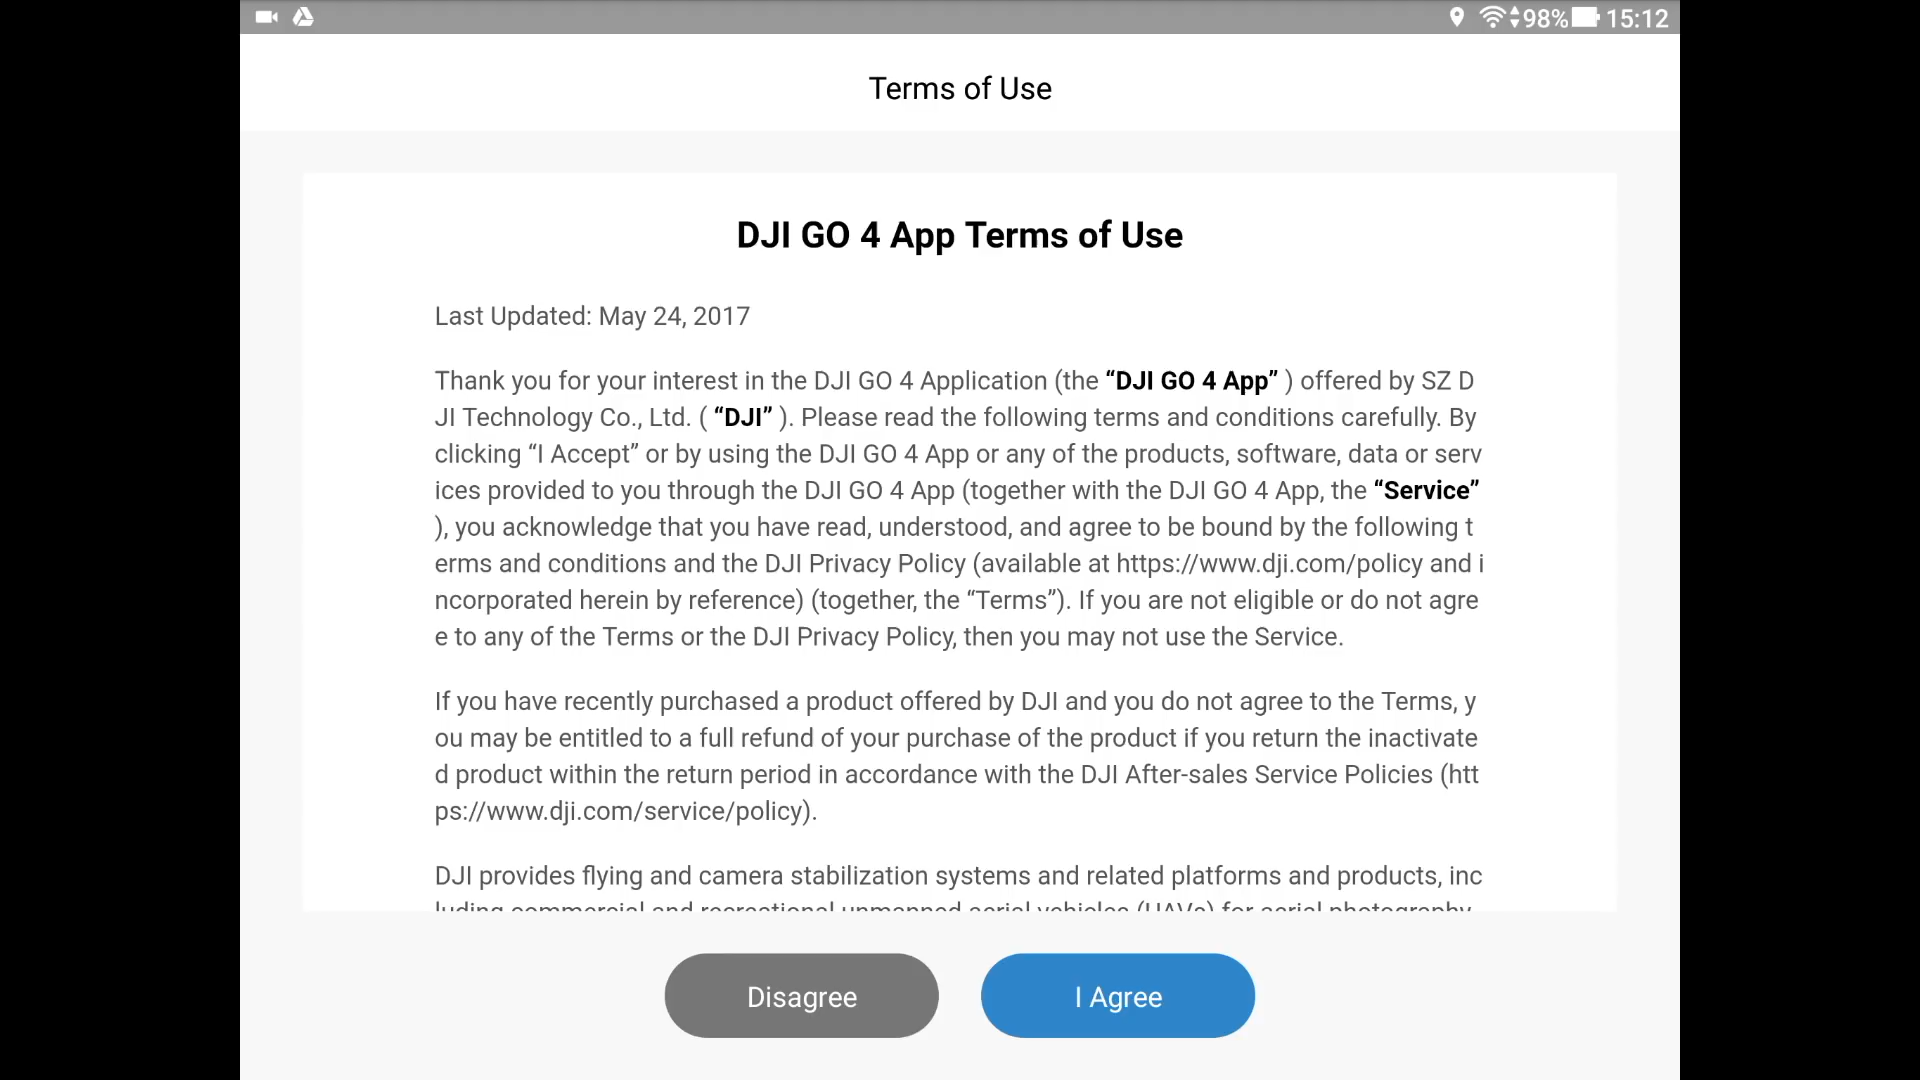 98% 15:12
Terms of Use
DJI GO 4 App Terms of Use
Last Updated: May 24, 2017
Thank you for your interest in the DJI GO 4 Application (the “DJI GO 4 App” ) offered by SZ D
JI Technology Co., Ltd. ( “DJI” ). Please read the following terms and conditions carefully. By
clicking “I Accept” or by using the DJI GO 4 App or any of the products, software, data or serv
ices provided to you through the DJI GO 4 App (together with the DJI GO 4 App, the “Service”
), you acknowledge that you have read, understood, and agree to be bound by the following t
erms and conditions and the DJI Privacy Policy (available at https://www.dji.com/policy and i
ncorporated herein by reference) (together, the “Terms”). If you are not eligible or do not agre
e to any of the Terms or the DJI Privacy Policy, then you may not use the Service.
If you have recently purchased a product offered by DJI and you do not agree to the Terms, y
ou may be entitled to a full refund of your purchase of the product if you return the inactivate
d product within the return period in accordance with the DJI After-sales Service Policies (htt
ps://www.dji.com/service/policy).
DJI provides flying and camera stabilization systems and related platforms and products, inc
luding commercial and recreational unmanned aerial vehicles (UAVs) for aerial photography
Disagree
I Agree